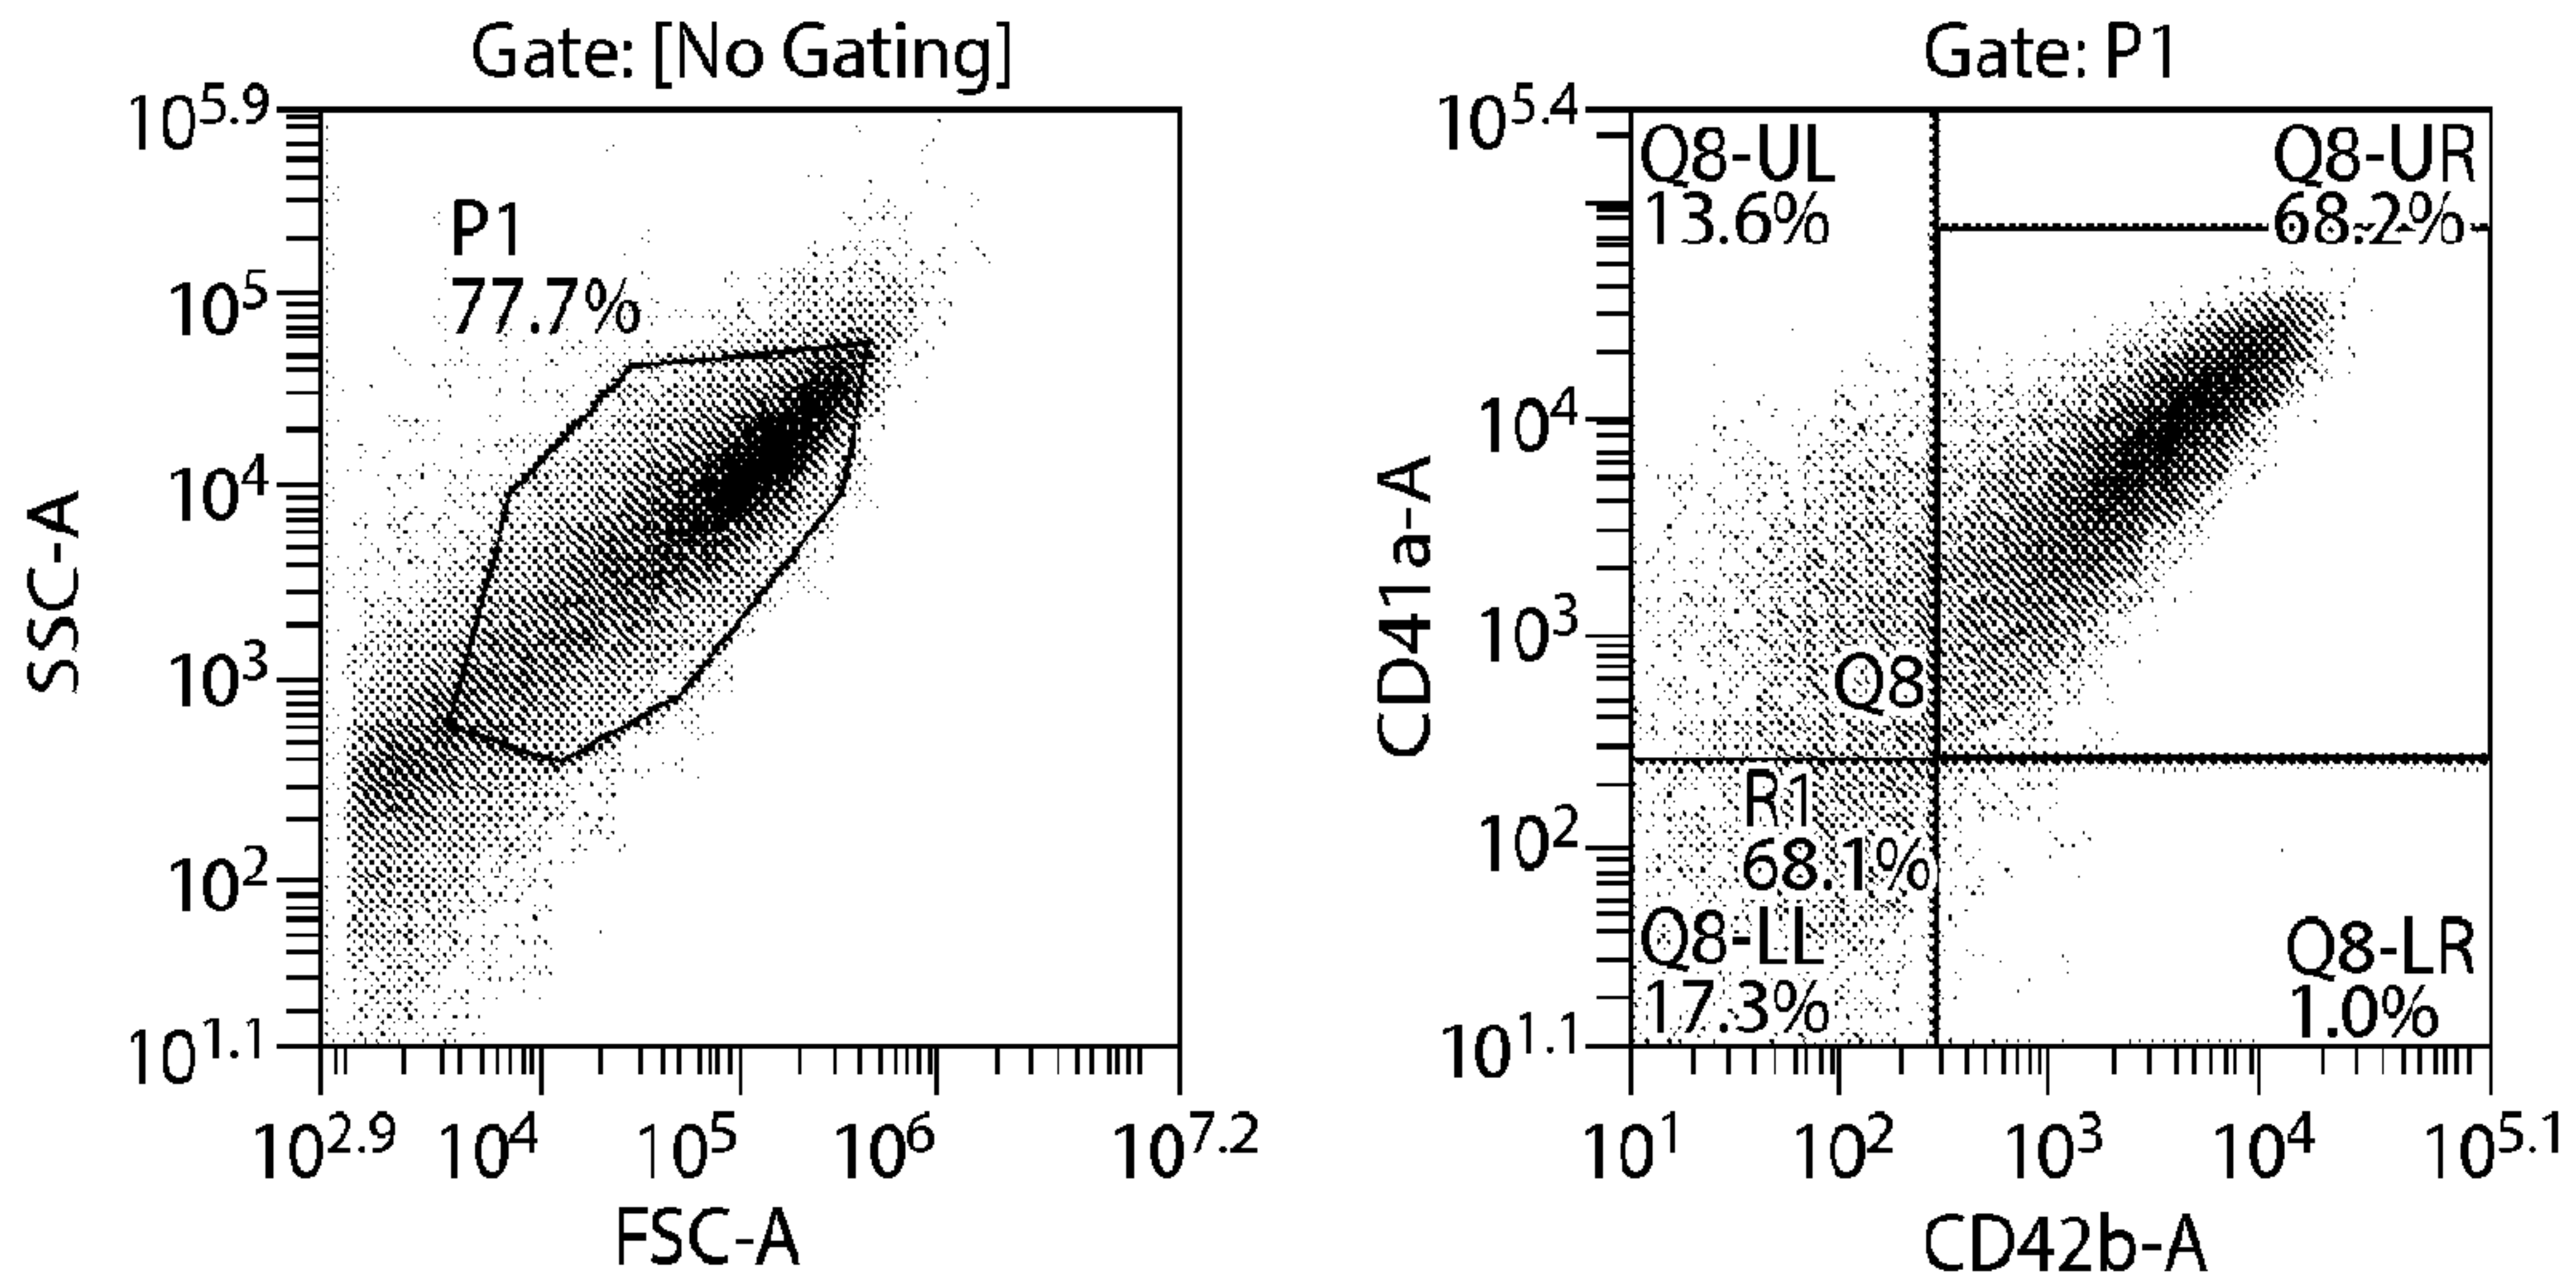 Gate: [No Gating]
10^5.9
10^5
10^4
10^3
10^2
10^1.1
SSC-A
P1
77.7%
10^2.9
10^4
10^5
10^6
10^7.2
FSC-A
Gate: P1
10^5.4
10^4
10^3
10^2
10^1.1
CD41a-A
Q8-UL
13.6%
Q8-UR
68.2%
Q8
R1
68.1%
Q8-LL
17.3%
Q8-LR
1.0%
10^1
10^2
10^3
10^4
10^5.1
CD42b-A